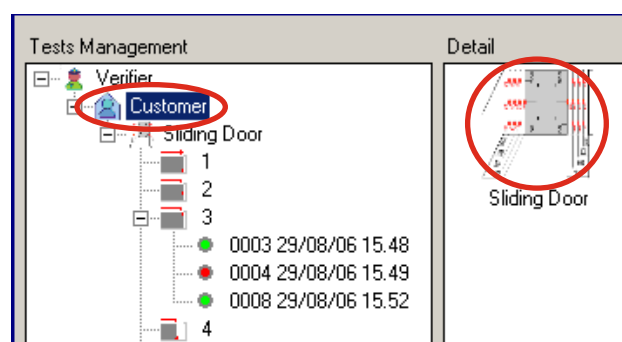 Tests Management
Detail
Verifier
Customer
Sliding Door
1
2
3
0003 29/08/06 15.48
0004 29/08/06 15.49
0008 29/08/06 15.52
4
Sliding Door